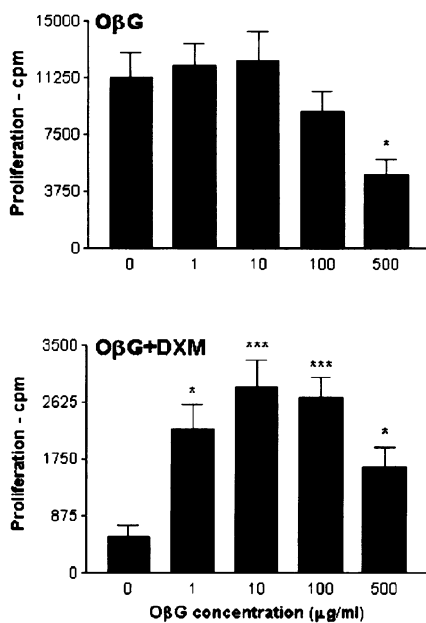 OβG
15000
11250
7500
3750
0
Proliferation - cpm
*
0 1 10 100 500
OβG+DXM
3500
2625
1750
875
0
Proliferation - cpm
* *** *** *
0 1 10 100 500
OβG concentration (µg/ml)